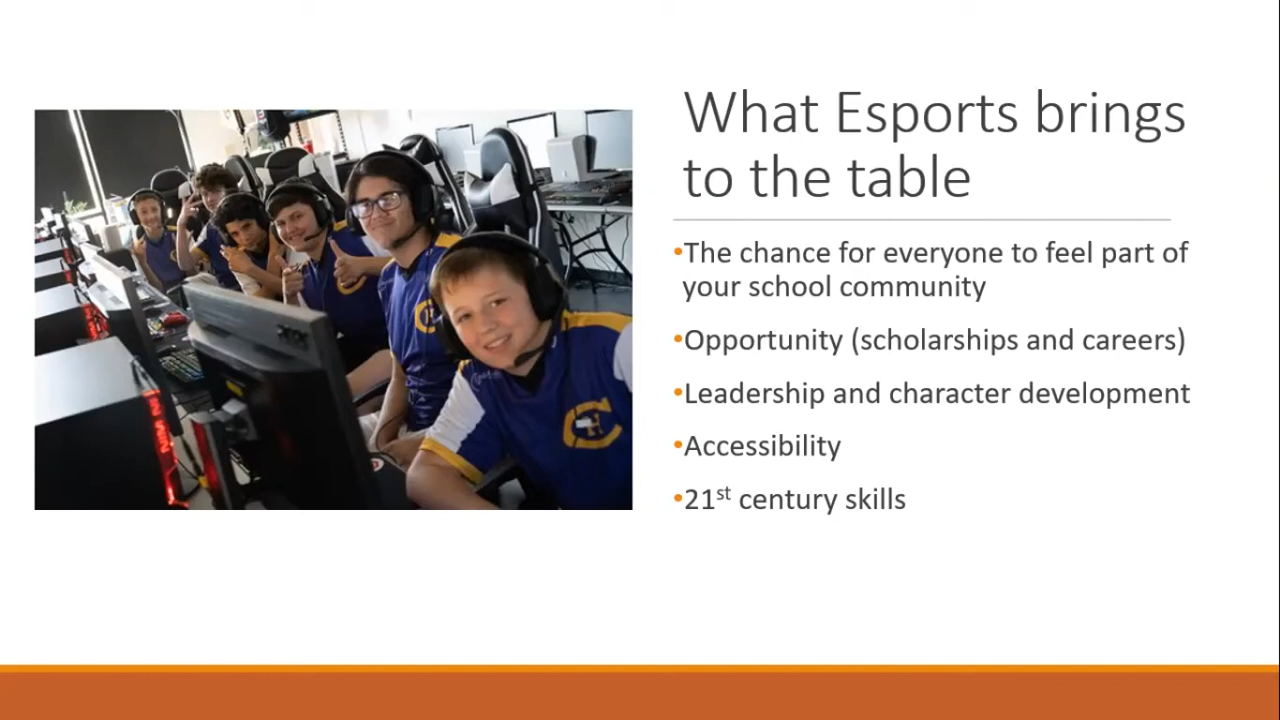 What Esports brings
to the table
•The chance for everyone to feel part of
your school community
•Opportunity (scholarships and careers)
•Leadership and character development
•Accessibility
•21st century skills